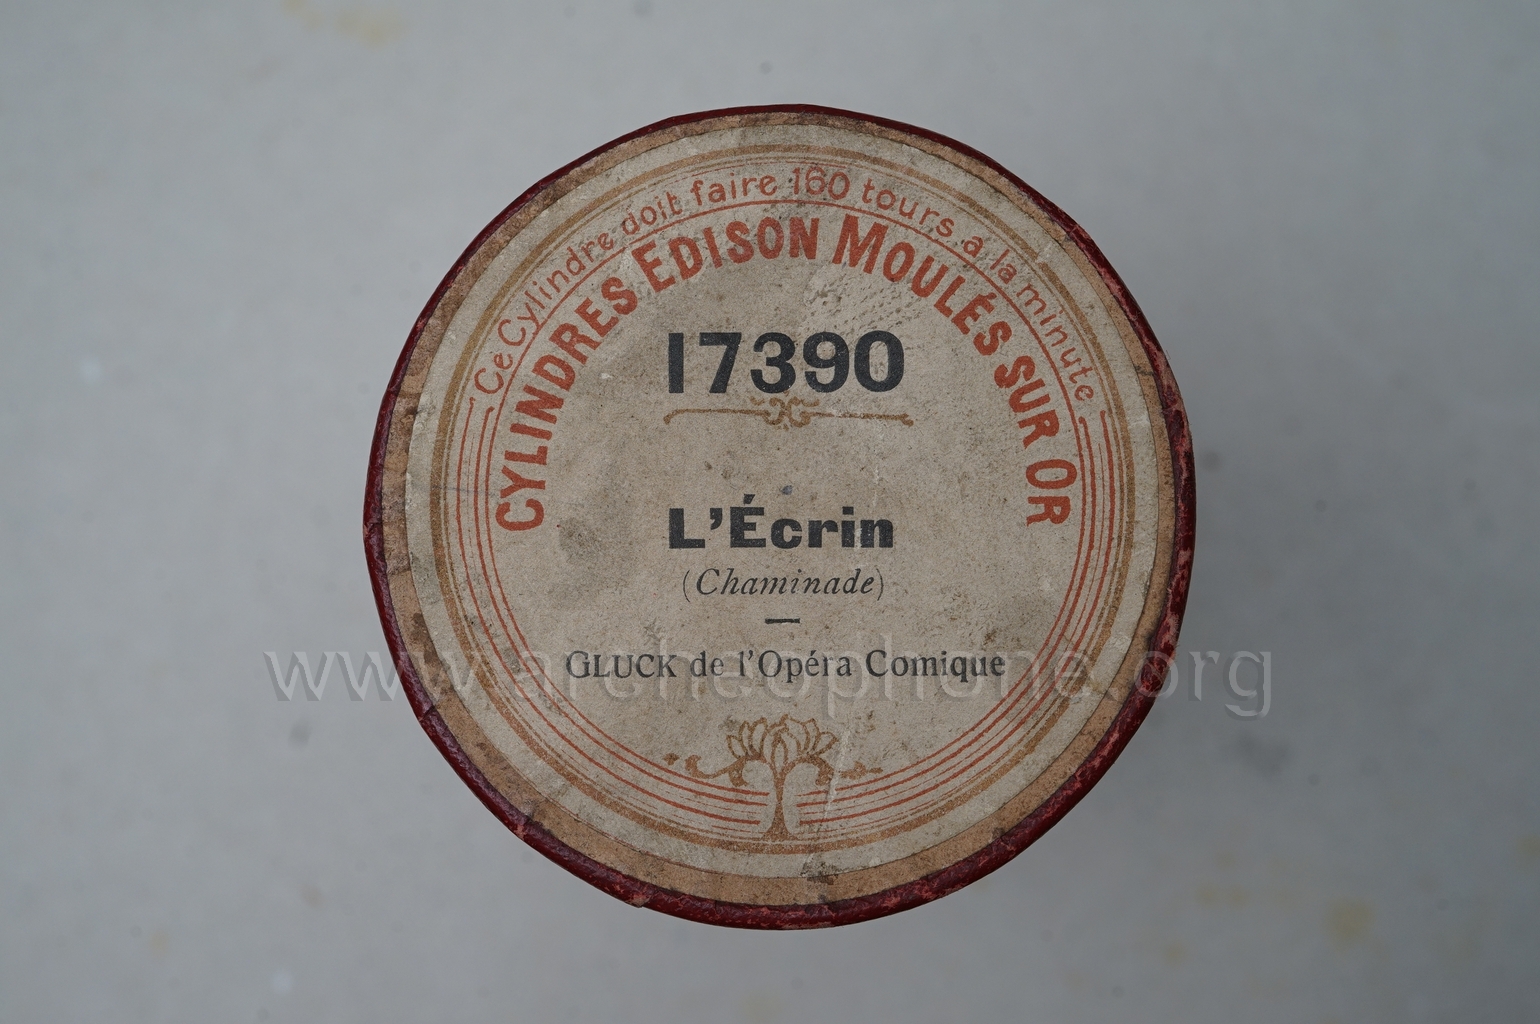 Ce Cylindre doit faire 160 tours à la minute
CYLINDRES EDISON MOULÉS SUR OR
17390
L'Écrin
(Chaminade)
GLUCK de l'Opéra Comique
www.archeophone.org